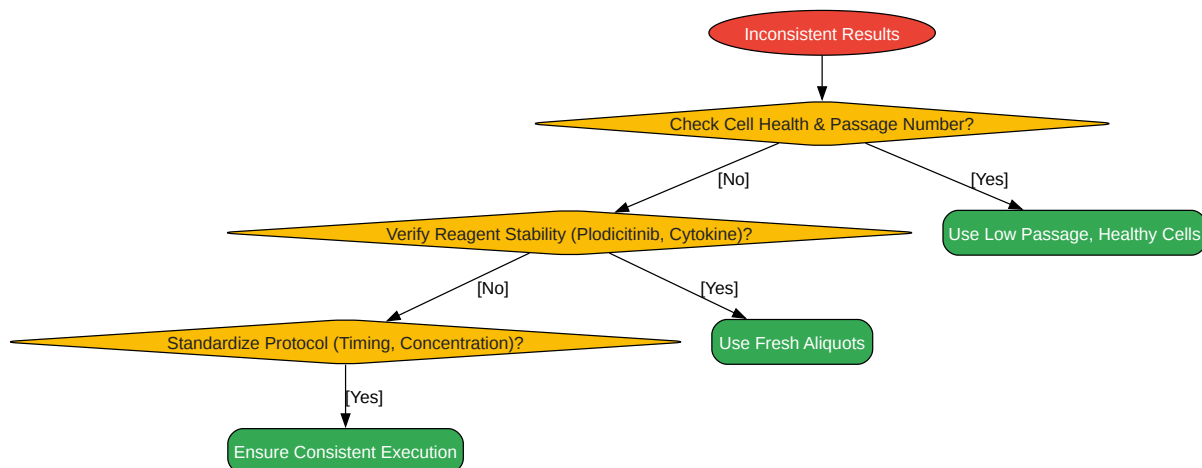 Inconsistent Results
Check Cell Health & Passage Number?
[No]
[Yes]
Verify Reagent Stability (Plodicitinib, Cytokine)?
Use Low Passage, Healthy Cells
[No]
[Yes]
Standardize Protocol (Timing, Concentration)?
Use Fresh Aliquots
[Yes]
Ensure Consistent Execution